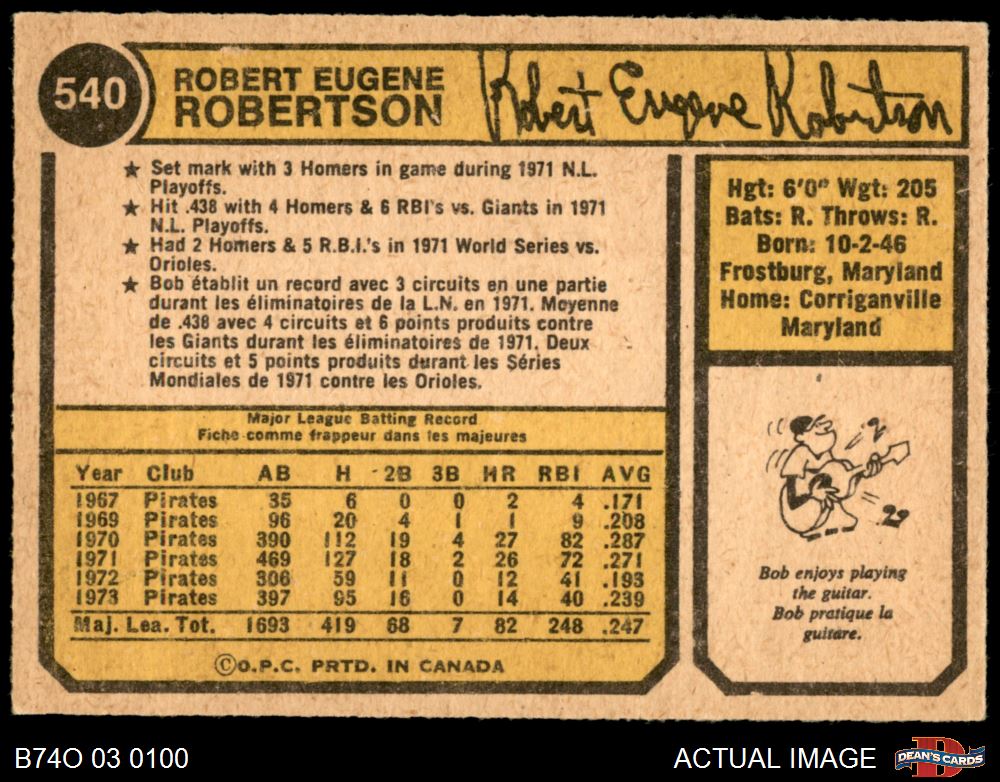 540
ROBERT EUGENE
ROBERTSON
Robert Eugene Robertson
★ Set mark with 3 Homers in game during 1971 N.L.
Playoffs.
★ Hit .438 with 4 Homers & 6 RBI's vs. Giants in 1971
N.L. Playoffs.
★ Had 2 Homers & 5 R.B.I.'s in 1971 World Series vs.
Orioles.
★ Bob établit un record avec 3 circuits en une partie
durant les éliminatoires de la L.N. en 1971. Moyenne
de .438 avec 4 circuits et 6 points produits contre
les Giants durant les éliminatoires de 1971. Deux
circuits et 5 points produits durant les Séries
Mondiales de 1971 contre les Orioles.
Hgt: 6'0" Wgt: 205
Bats: R. Throws: R.
Born: 10-2-46
Frostburg, Maryland
Home: Corriganville
Maryland
Major League Batting Record
Fiche comme frappeur dans les majeures
Year Club AB H 2B 3B HR RBI AVG
1967 Pirates 35 6 0 0 2 4 .171
1969 Pirates 96 20 4 1 1 9 .208
1970 Pirates 390 112 19 4 27 82 .287
1971 Pirates 469 127 18 2 26 72 .271
1972 Pirates 306 59 11 0 12 41 .193
1973 Pirates 397 95 16 0 14 40 .239
Maj. Lea. Tot. 1693 419 68 7 82 248 .247
©O.P.C. PRTD. IN CANADA
Bob enjoys playing
the guitar.
Bob pratique la
guitare.
B74O 03 0100
ACTUAL IMAGE
DEAN'S CARDS